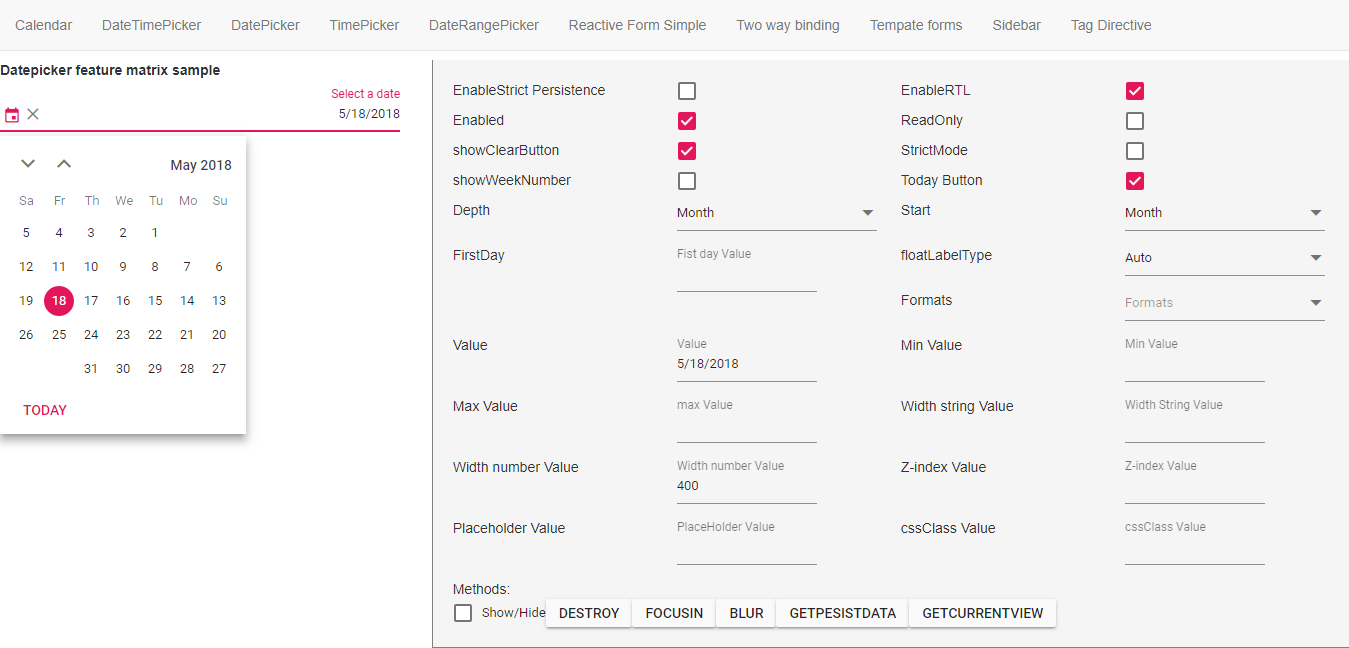 Calendar DateTimePicker DatePicker TimePicker DateRangePicker Reactive Form Simple Two way binding Tempate forms Sidebar Tag Directive
Datepicker feature matrix sample
Select a date
5/18/2018
May 2018
Sa Fr Th We Tu Mo Su
5 4 3 2 1
12 11 10 9 8 7 6
19 18 17 16 15 14 13
26 25 24 23 22 21 20
31 30 29 28 27
TODAY
EnableStrict Persistence EnableRTL
Enabled ReadOnly
showClearButton StrictMode
showWeekNumber Today Button
Depth Month Start Month
FirstDay Fist day Value floatLabelType Auto
Formats Formats
Value Value Min Value Min Value
5/18/2018
Max Value max Value Width string Value Width String Value
Width number Value Width number Value Z-index Value Z-index Value
400
Placeholder Value PlaceHolder Value cssClass Value cssClass Value
Methods:
Show/Hide DESTROY FOCUSIN BLUR GETPESISTDATA GETCURRENTVIEW